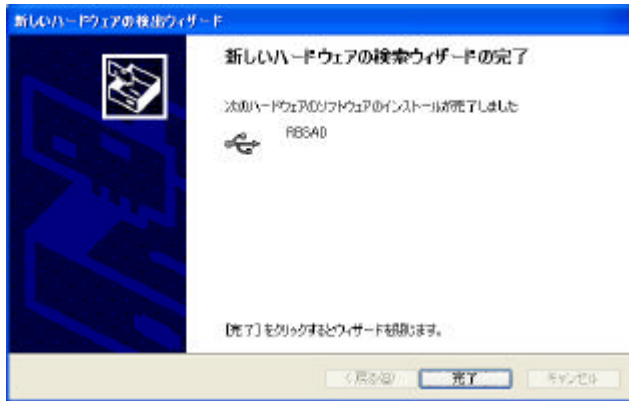 新しいハードウェアの検出ウィザード
新しいハードウェアの検索ウィザードの完了
次のハードウェアのソフトウェアのインストールが完了しました
[完了] をクリックするとウィザードを閉じます。
< 戻る(B)
完了
キャンセル